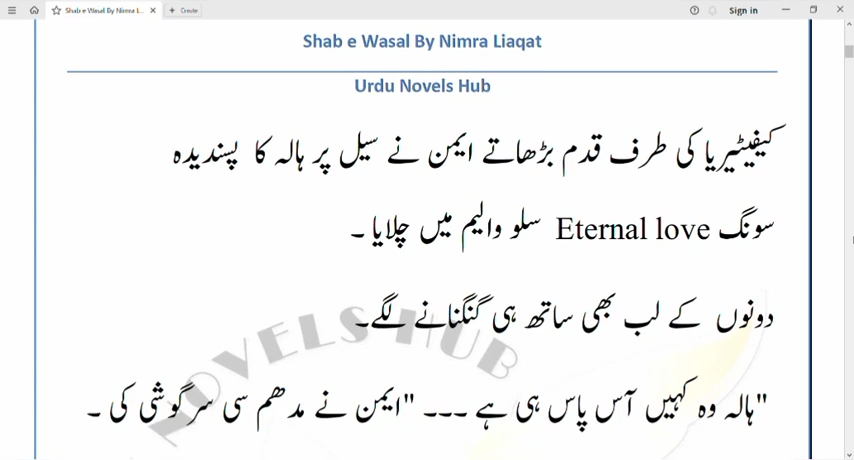 Shab e Wasal By Nimra L...
Create
Sign in
Shab e Wasal By Nimra Liaqat
Urdu Novels Hub
کیفیٹیریا کی طرف قدم بڑھاتے ایمن نے سیل پر ہالہ کا پسندیدہ
سونگ Eternal love سلو والیم میں چلایا ۔
دونوں کے لب بھی ساتھ ہی گنگنانے لگے۔
"ہالہ وہ کہیں آس پاس ہی ہے ۔۔۔ "ایمن نے مدھم سی سرگوشی کی ۔
NOVELS HUB